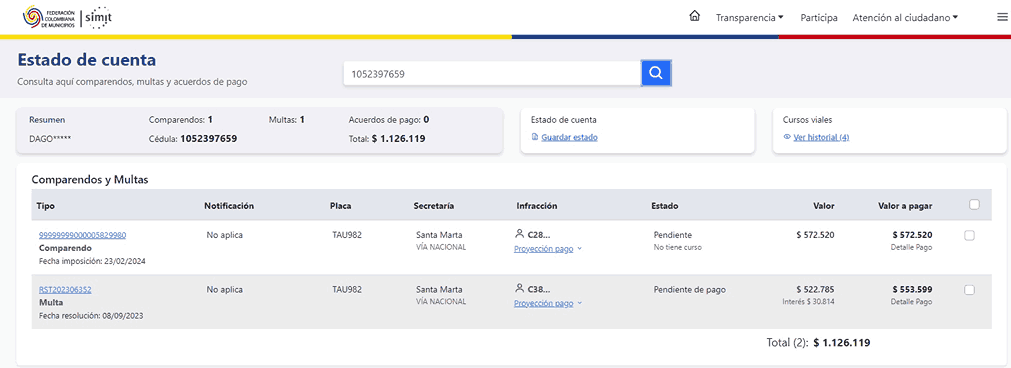 FEDERACIÓN
COLOMBIANA
DE MUNICIPIOS
simit
Transparencia
Participa
Atención al ciudadano
Estado de cuenta
Consulta aquí comparendos, multas y acuerdos de pago
1052397659
Resumen Comparendos: 1 Multas: 1 Acuerdos de pago: 0
DAGO***** Cédula: 1052397659 Total: $ 1.126.119
Estado de cuenta
Guardar estado
Cursos viales
Ver historial (4)
Comparendos y Multas
Tipo Notificación Placa Secretaría Infracción Estado Valor Valor a pagar
99999999000005829980 No aplica TAU982 Santa Marta C28... Pendiente $ 572.520 $ 572.520
Comparendo VÍA NACIONAL Proyección pago No tiene curso Detalle Pago
Fecha imposición: 23/02/2024
RST202306352 No aplica TAU982 Santa Marta C38... Pendiente de pago $ 522.785 $ 553.599
Multa VÍA NACIONAL Proyección pago Interés $ 30.814 Detalle Pago
Fecha resolución: 08/09/2023
Total (2): $ 1.126.119